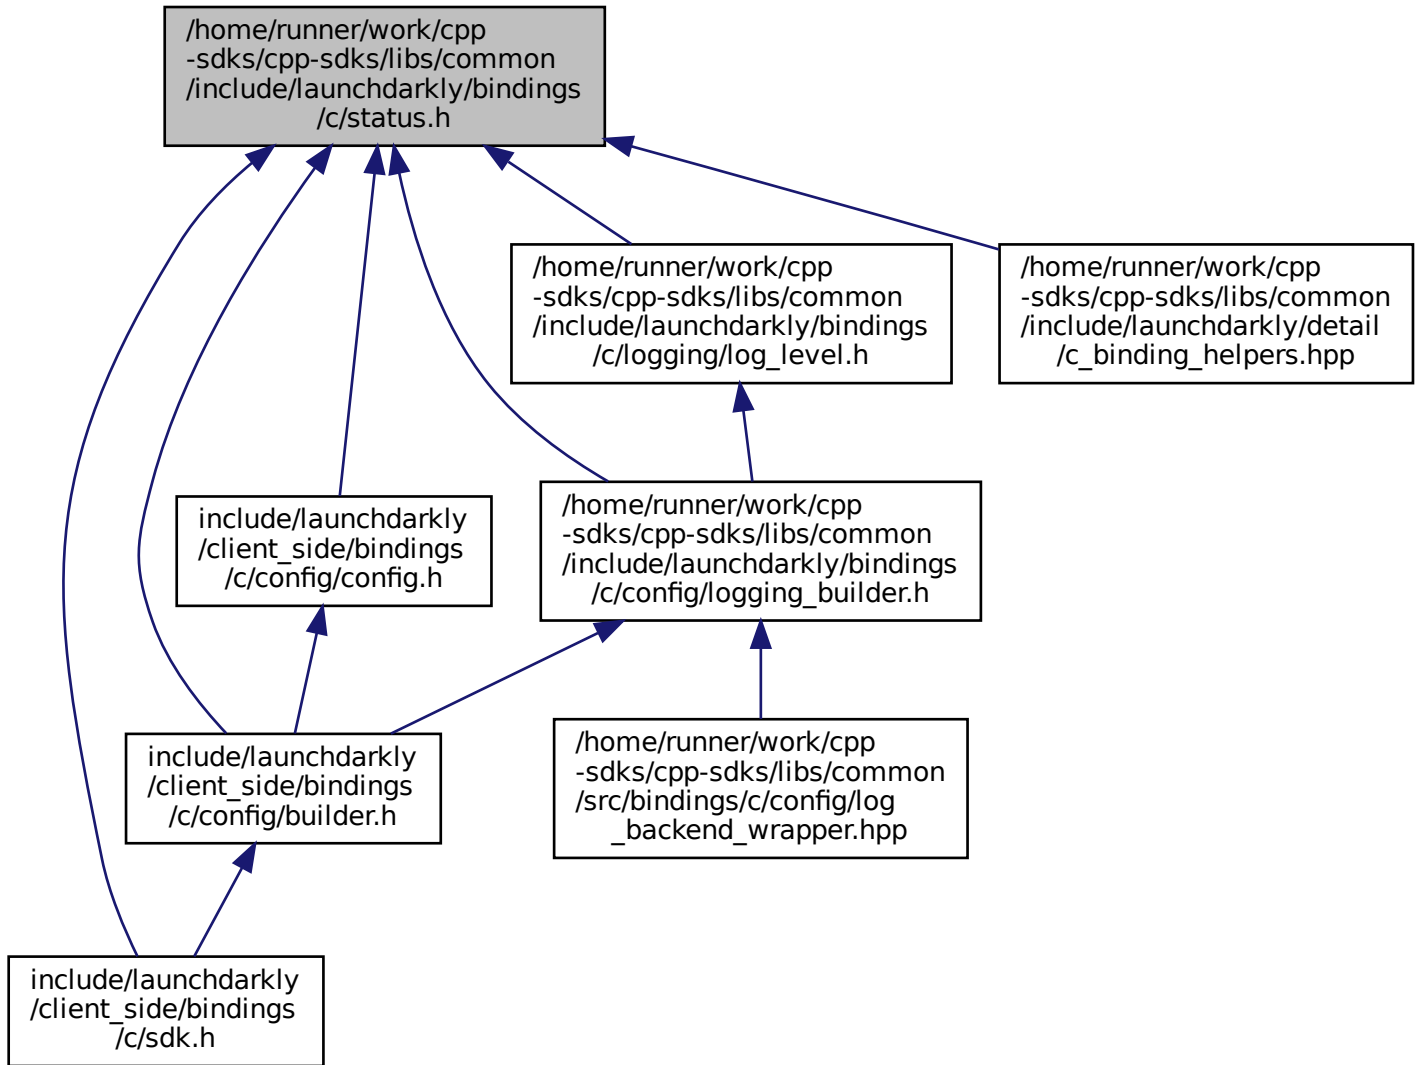 /home/runner/work/cpp
-sdks/cpp-sdks/libs/common
/include/launchdarkly/bindings
/c/status.h
/home/runner/work/cpp
-sdks/cpp-sdks/libs/common
/include/launchdarkly/bindings
/c/logging/log_level.h
/home/runner/work/cpp
-sdks/cpp-sdks/libs/common
/include/launchdarkly/detail
/c_binding_helpers.hpp
include/launchdarkly
/client_side/bindings
/c/config/config.h
/home/runner/work/cpp
-sdks/cpp-sdks/libs/common
/include/launchdarkly/bindings
/c/config/logging_builder.h
include/launchdarkly
/client_side/bindings
/c/config/builder.h
/home/runner/work/cpp
-sdks/cpp-sdks/libs/common
/src/bindings/c/config/log
_backend_wrapper.hpp
include/launchdarkly
/client_side/bindings
/c/sdk.h